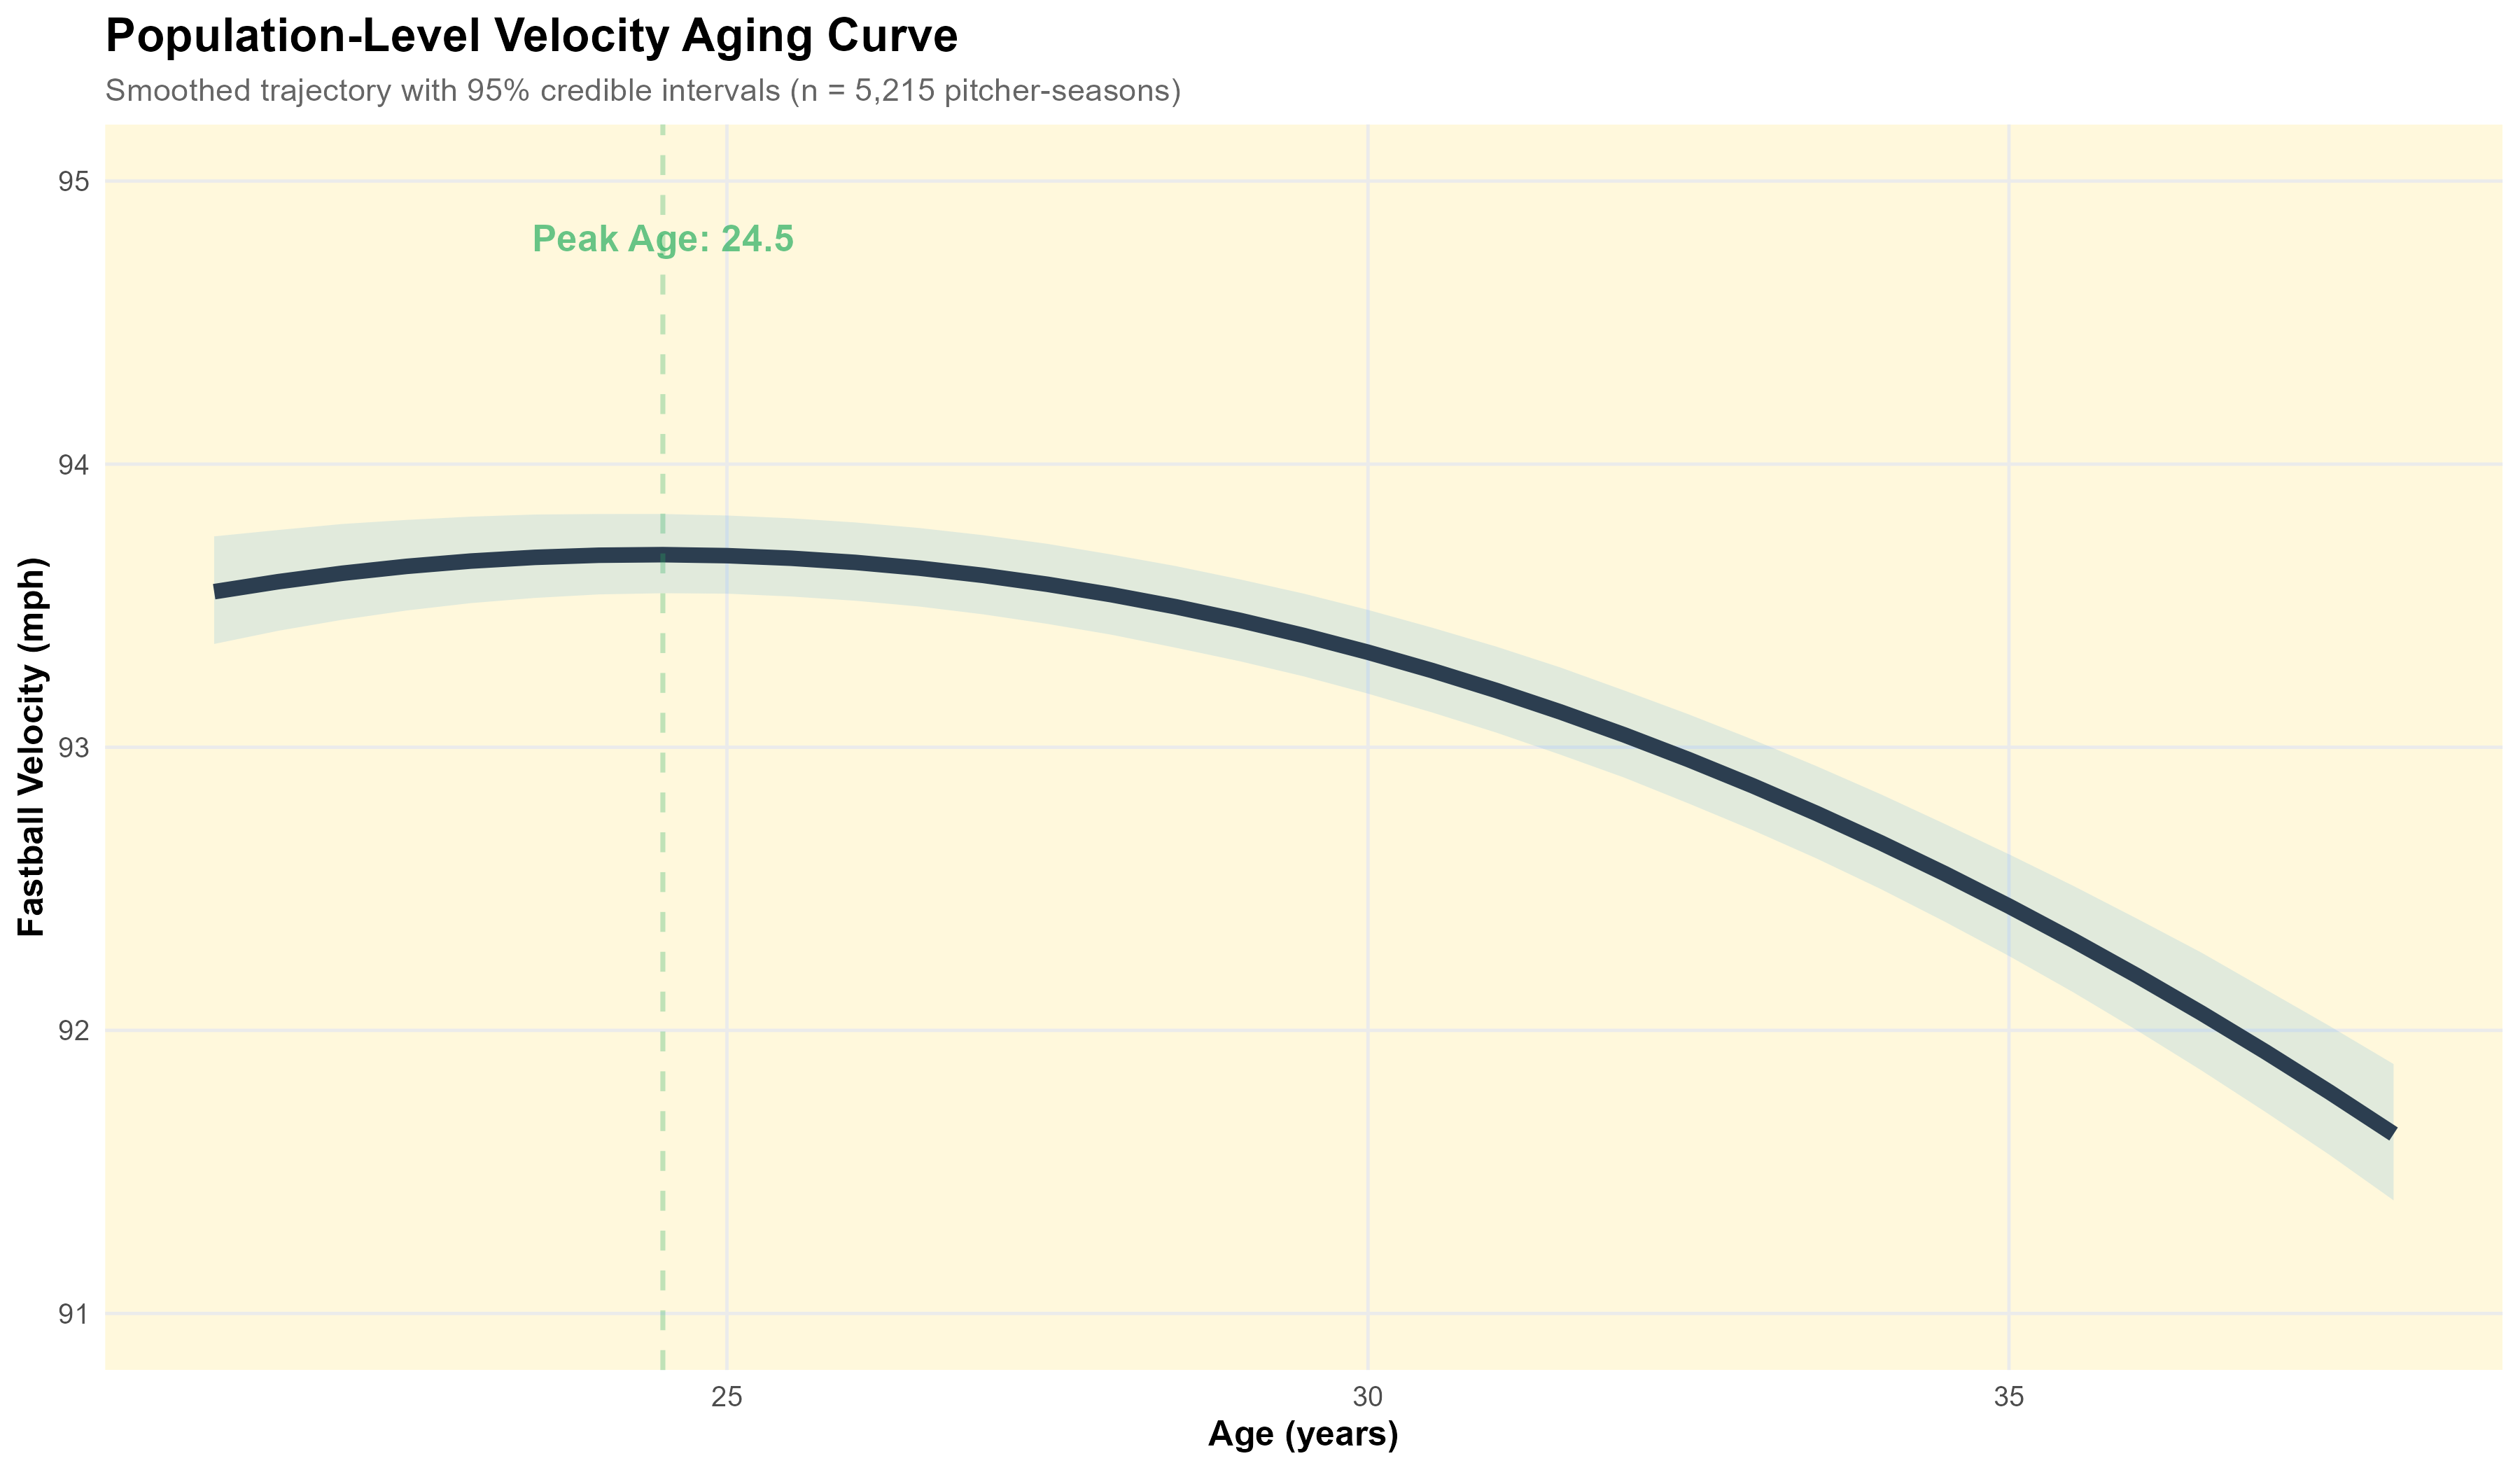 Population-Level Velocity Aging Curve
Smoothed trajectory with 95% credible intervals (n = 5,215 pitcher-seasons)
95
Peak Age: 24.5
94
93
92
91
Fastball Velocity (mph)
25 30 35
Age (years)